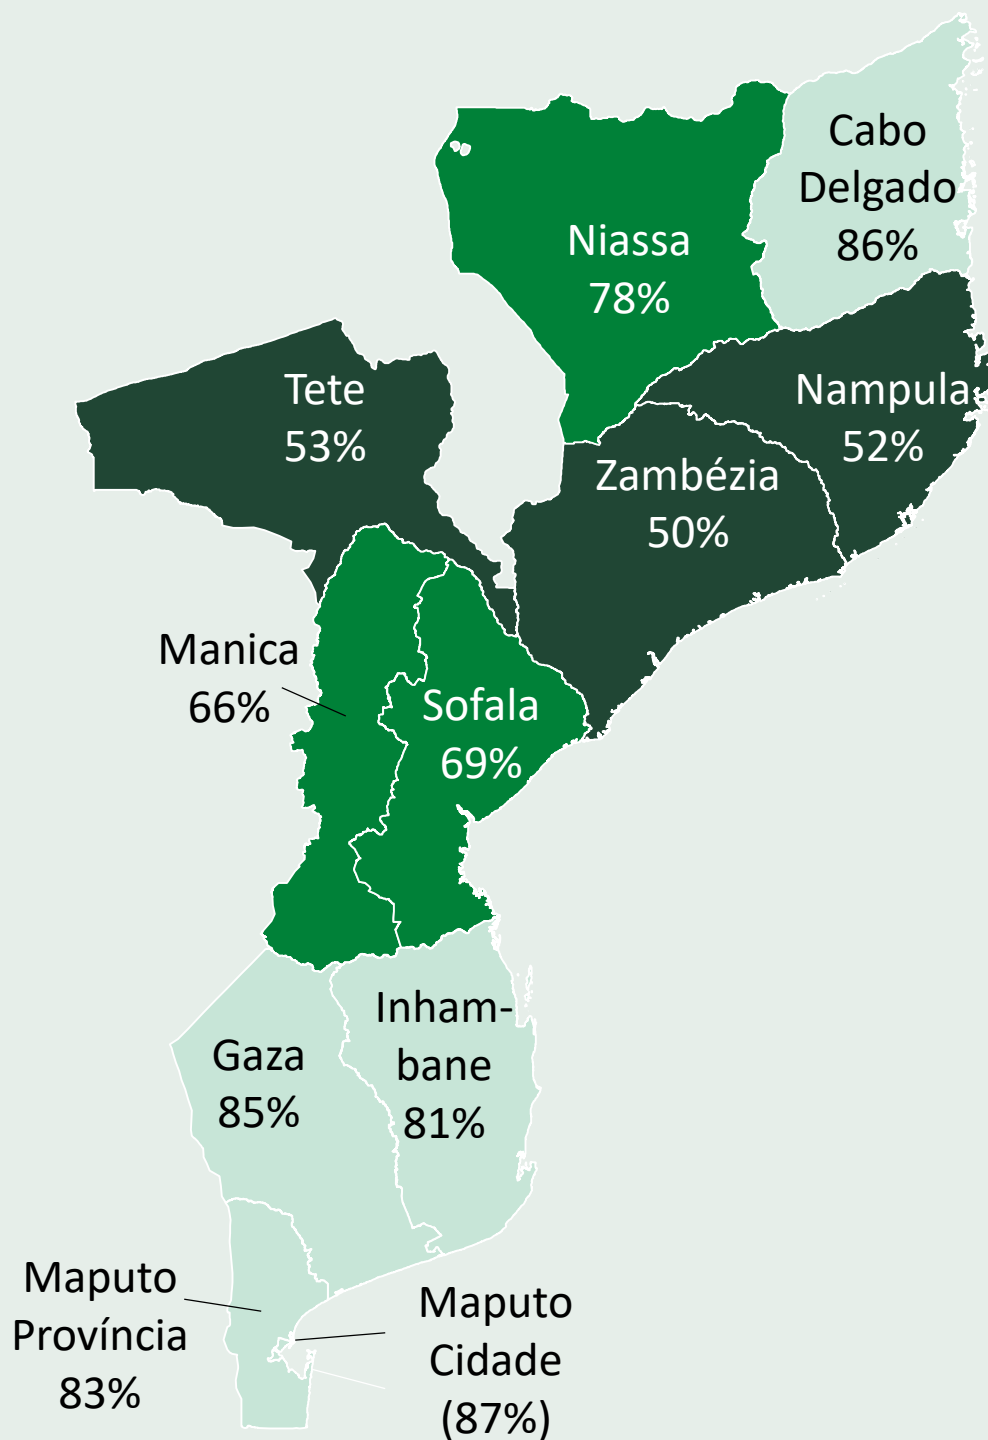 Cabo
Delgado
86%
Niassa
78%
Nampula
52%
Tete
53%
Zambézia
50%
Manica
66%
Sofala
69%
Inham-
bane
81%
Gaza
85%
Maputo
Província
83%
Maputo
Cidade
(87%)